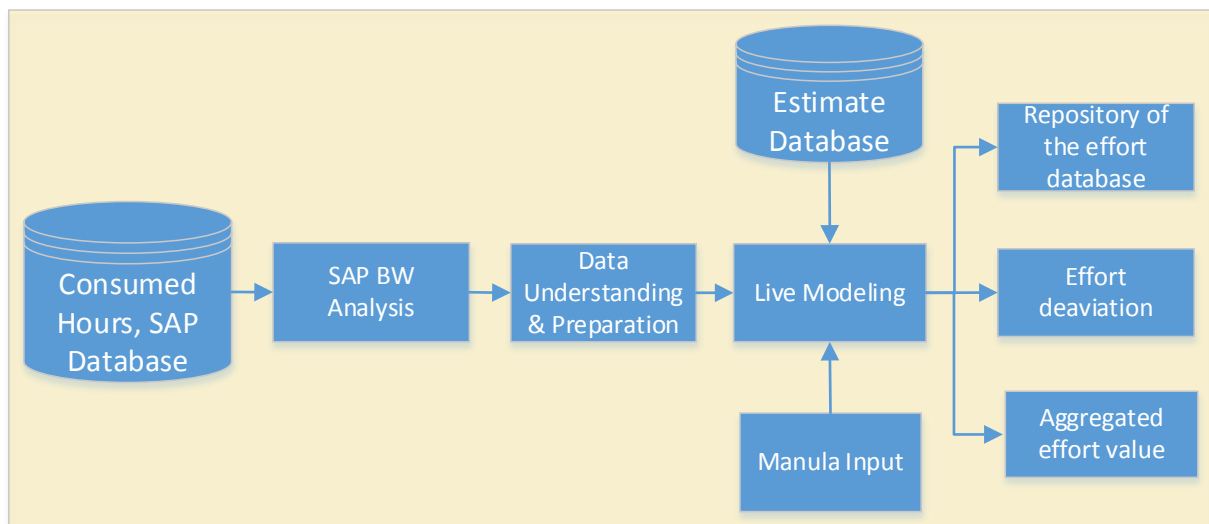 Consumed
Hours, SAP
Database
SAP BW
Analysis
Data
Understanding
& Preparation
Estimate
Database
Live Modeling
Manula Input
Repository of
the effort
database
Effort
deaviation
Aggregated
effort value